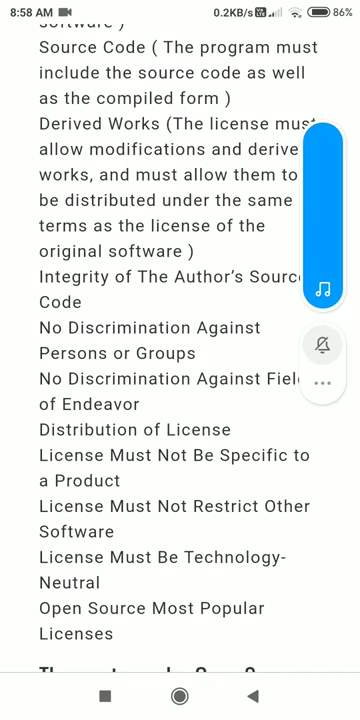 8:58 AM 0.2KB/s 86%
software )
Source Code ( The program must
include the source code as well
as the compiled form )
Derived Works (The license must
allow modifications and derive
works, and must allow them to
be distributed under the same
terms as the license of the
original software )
Integrity of The Author’s Sourc
Code
No Discrimination Against
Persons or Groups
No Discrimination Against Fiel
of Endeavor
Distribution of License
License Must Not Be Specific to
a Product
License Must Not Restrict Other
Software
License Must Be Technology-
Neutral
Open Source Most Popular
Licenses